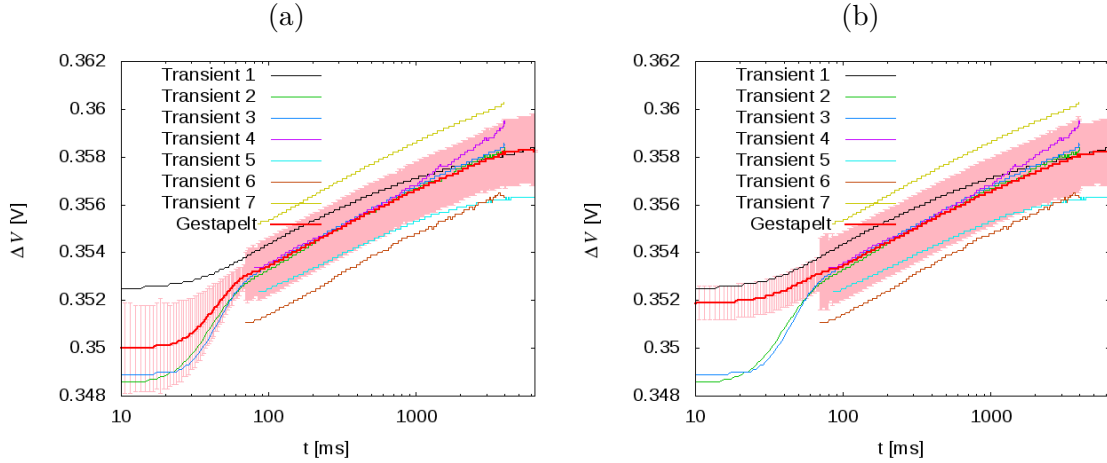 (a)
0.362
0.36
0.358
0.356
0.354
0.352
0.35
0.348
ΔV [V]
Transient 1
Transient 2
Transient 3
Transient 4
Transient 5
Transient 6
Transient 7
Gestapelt
10
100
1000
t [ms]
(b)
0.362
0.36
0.358
0.356
0.354
0.352
0.35
0.348
ΔV [V]
Transient 1
Transient 2
Transient 3
Transient 4
Transient 5
Transient 6
Transient 7
Gestapelt
10
100
1000
t [ms]